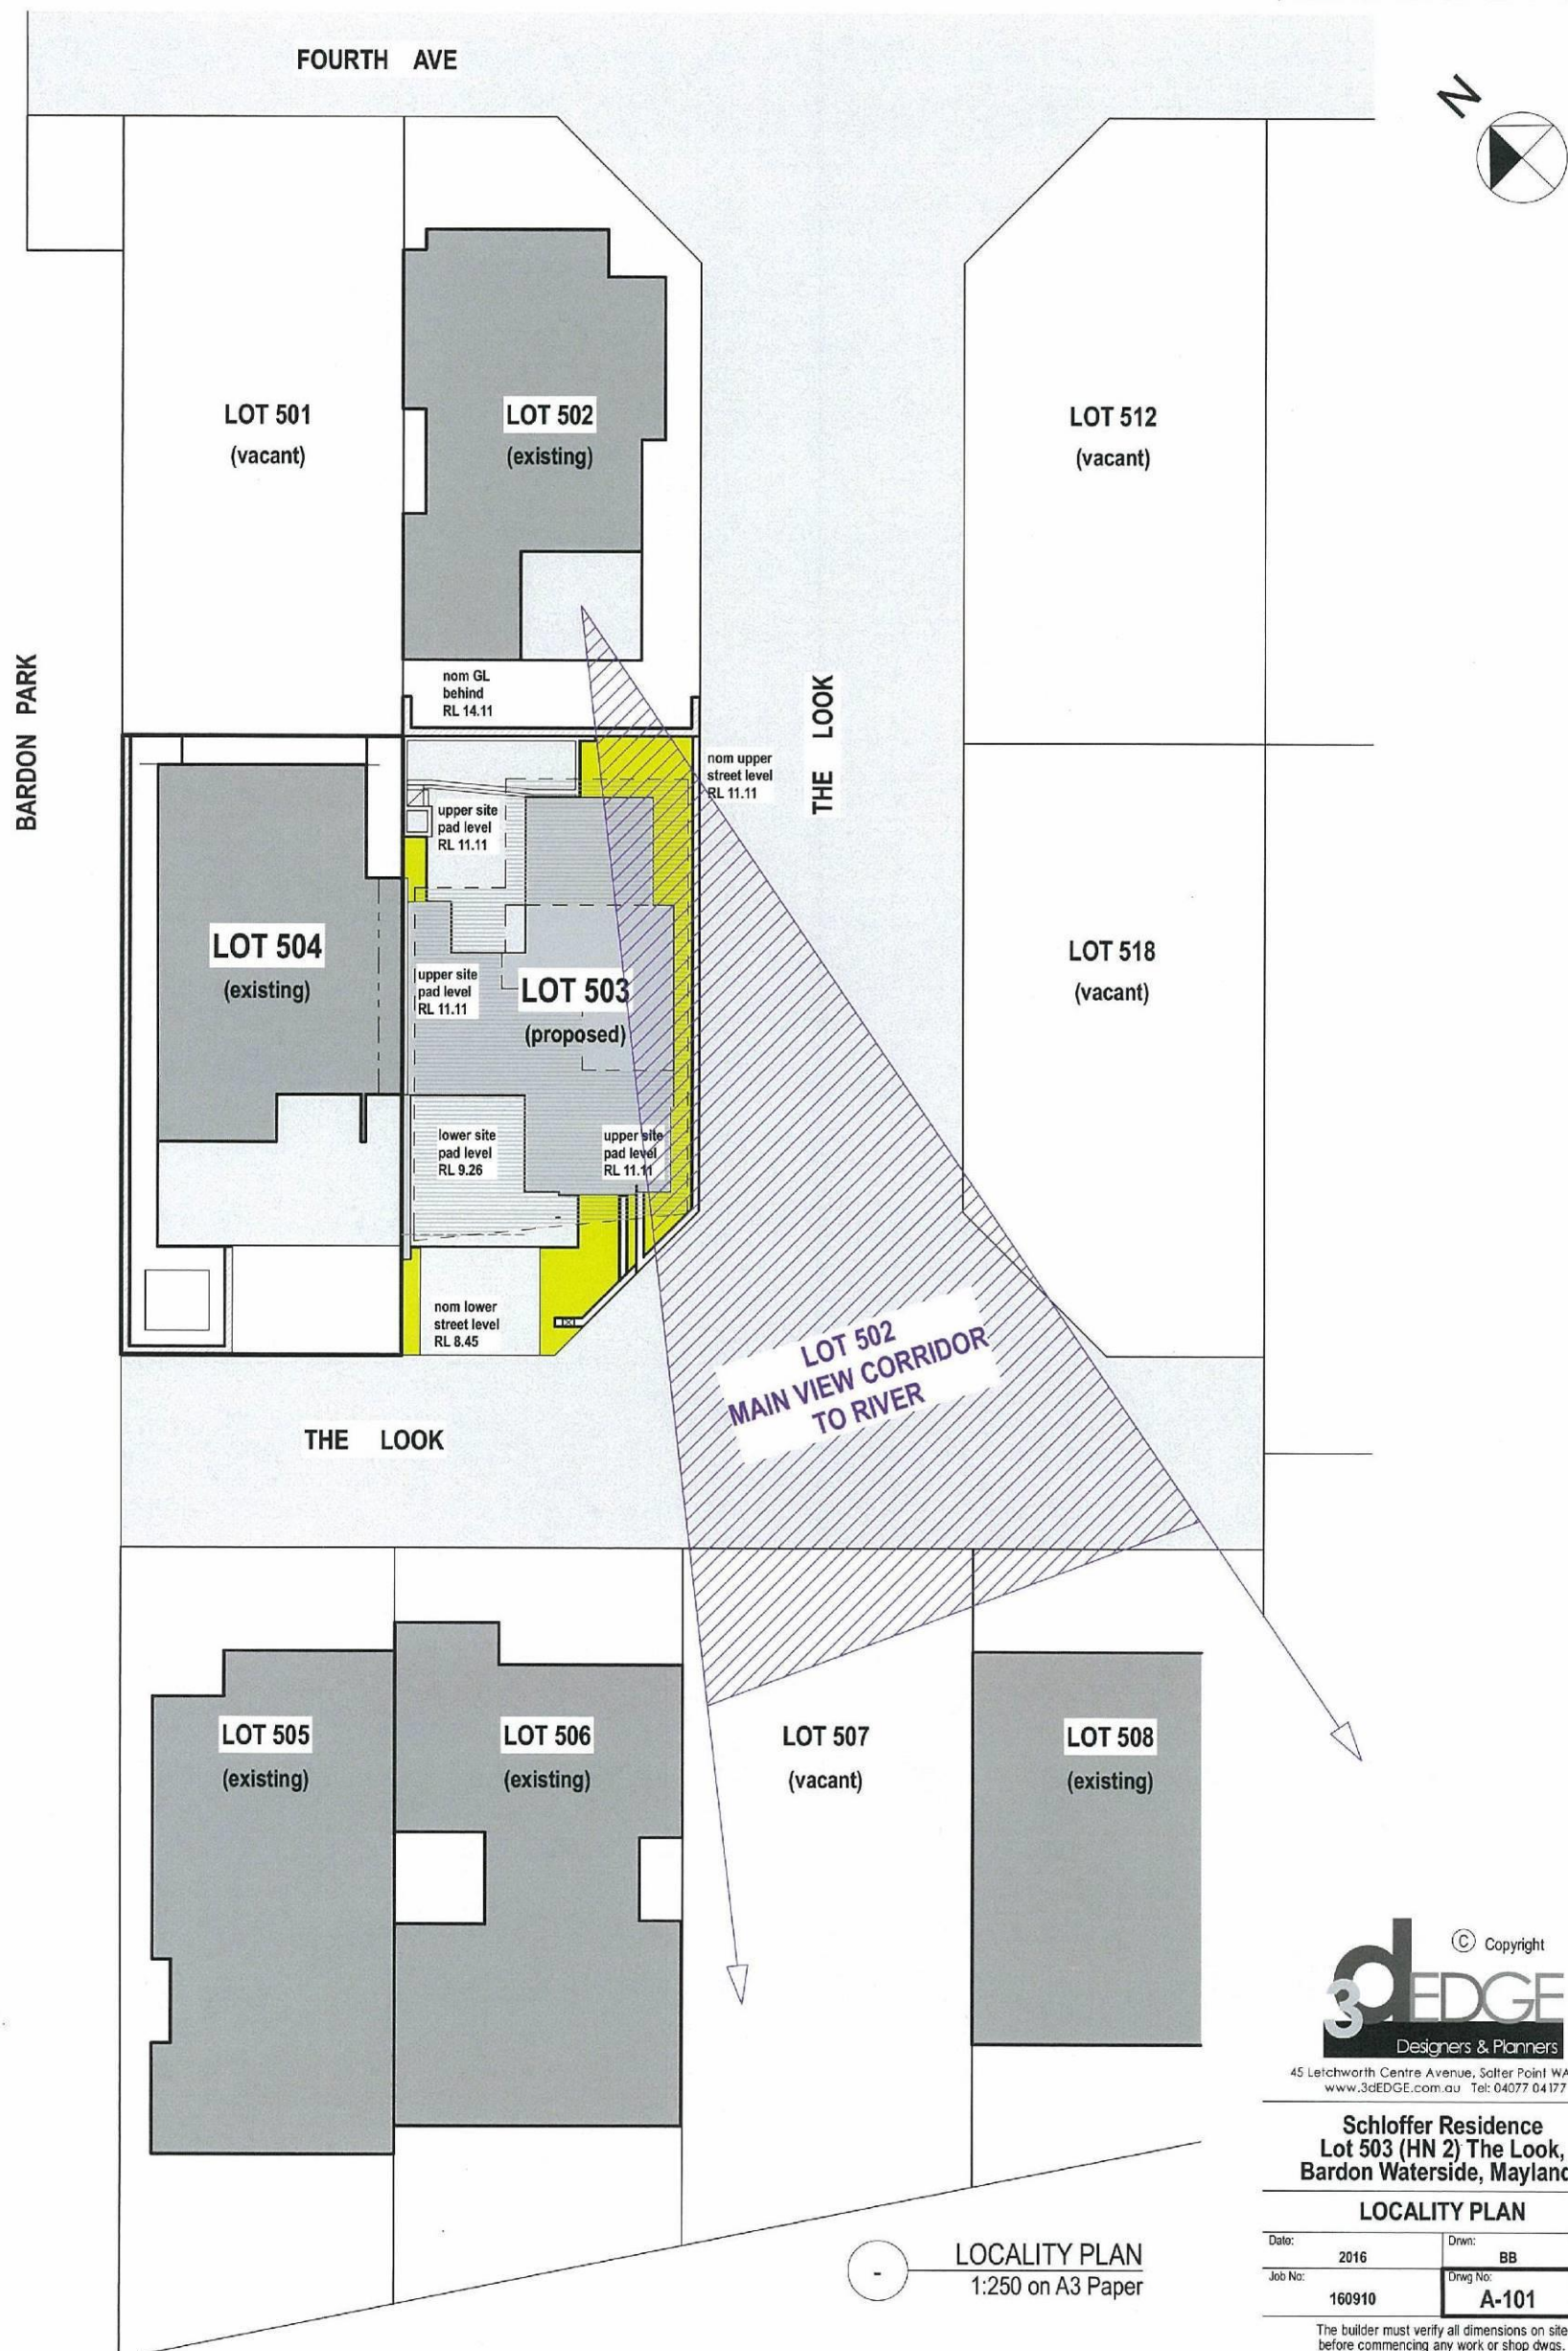 FOURTH AVE
N
LOT 501
(vacant)
LOT 502
(existing)
LOT 512
(vacant)
BARDON PARK
nom GL
behind
RL 14.11
THE LOOK
nom upper
street level
RL 11.11
upper site
pad level
RL 11.11
LOT 504
(existing)
upper site
pad level
RL 11.11
LOT 503
(proposed)
LOT 518
(vacant)
lower site
pad level
RL 9.26
upper site
pad level
RL 11.11
nom lower
street level
RL 8.45
LOT 502
MAIN VIEW CORRIDOR
TO RIVER
THE LOOK
LOT 505
(existing)
LOT 506
(existing)
LOT 507
(vacant)
LOT 508
(existing)
© Copyright
3dEDGE
Designers & Planners
45 Letchworth Centre Avenue, Salter Point WA
www.3dEDGE.com.au Tel: 04077 04177
Schloffer Residence
Lot 503 (HN 2) The Look,
Bardon Waterside, Mayland
LOCALITY PLAN
Date:
2016
Drwn:
BB
Job No:
160910
Drwg No:
A-101
The builder must verify all dimensions on site
before commencing any work or shop dwgs.
-
LOCALITY PLAN
1:250 on A3 Paper